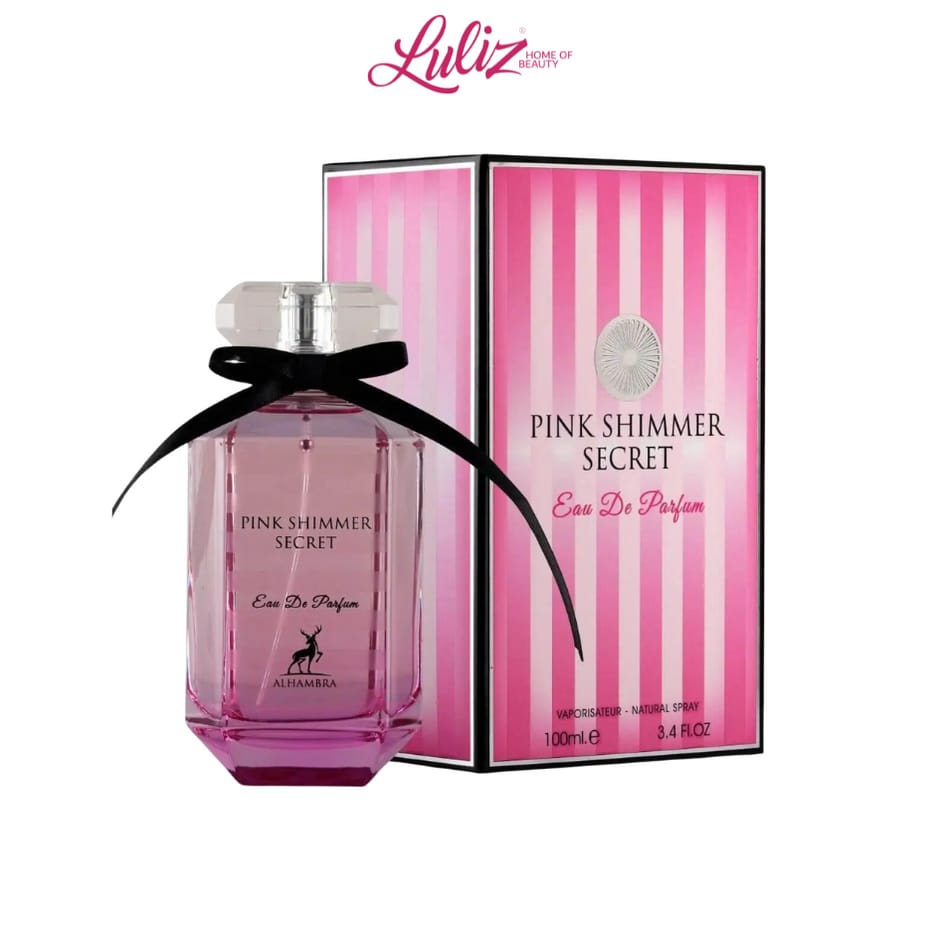 Luliz®
HOME OF
BEAUTY
PINK SHIMMER
SECRET
Eau De Parfum
VAPORISATEUR - NATURAL SPRAY
100ml.e 3.4 Fl.OZ
PINK SHIMMER
SECRET
Eau De Parfum
ALHAMBRA